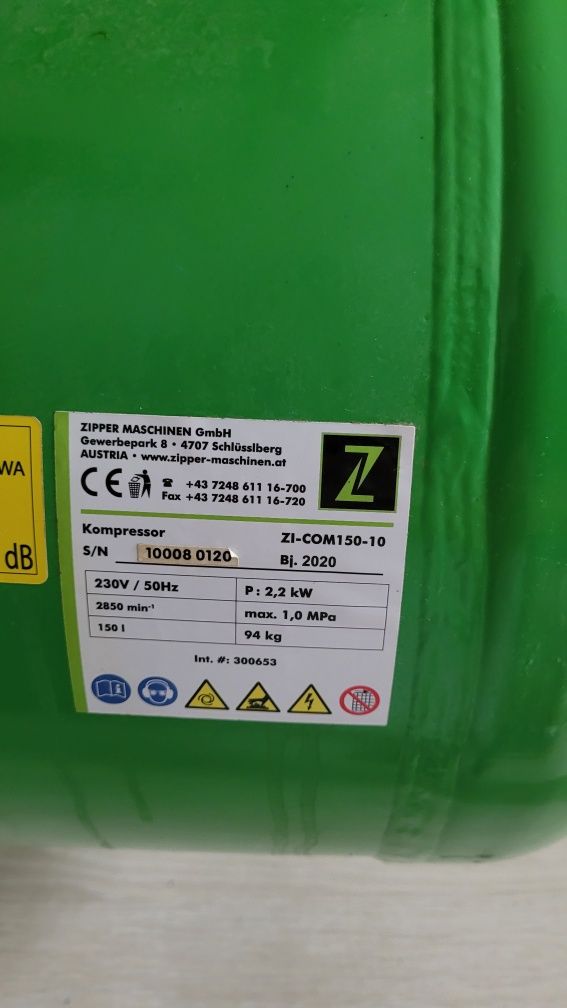 ZIPPER MASCHINEN GmbH
Gewerbepark 8 • 4707 Schlüsslberg
AUSTRIA • www.zipper-maschinen.at
CE
+43 7248 611 16-700
Fax +43 7248 611 16-720
Z
Kompressor ZI-COM150-10
S/N 10008 0120 Bj. 2020
230V / 50Hz P: 2,2 kW
2850 min⁻¹ max. 1,0 MPa
150 l 94 kg
Int. #: 300653
WA
dB